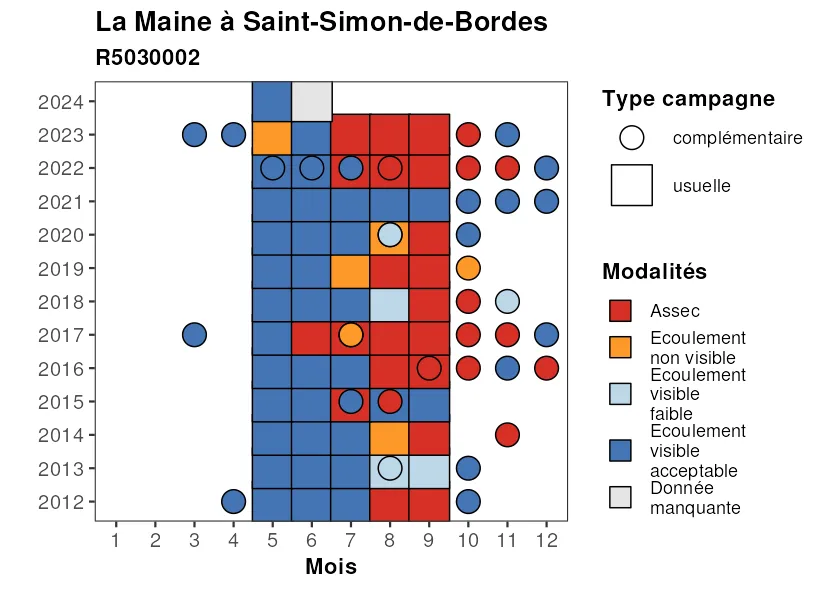 La Maine à Saint-Simon-de-Bordes
R5030002
2024
2023
2022
2021
2020
2019
2018
2017
2016
2015
2014
2013
2012
1 2 3 4 5 6 7 8 9 10 11 12
Mois
Type campagne
complémentaire
usuelle
Modalités
Assec
Ecoulement
non visible
Ecoulement
visible
faible
Ecoulement
visible
acceptable
Donnée
manquante